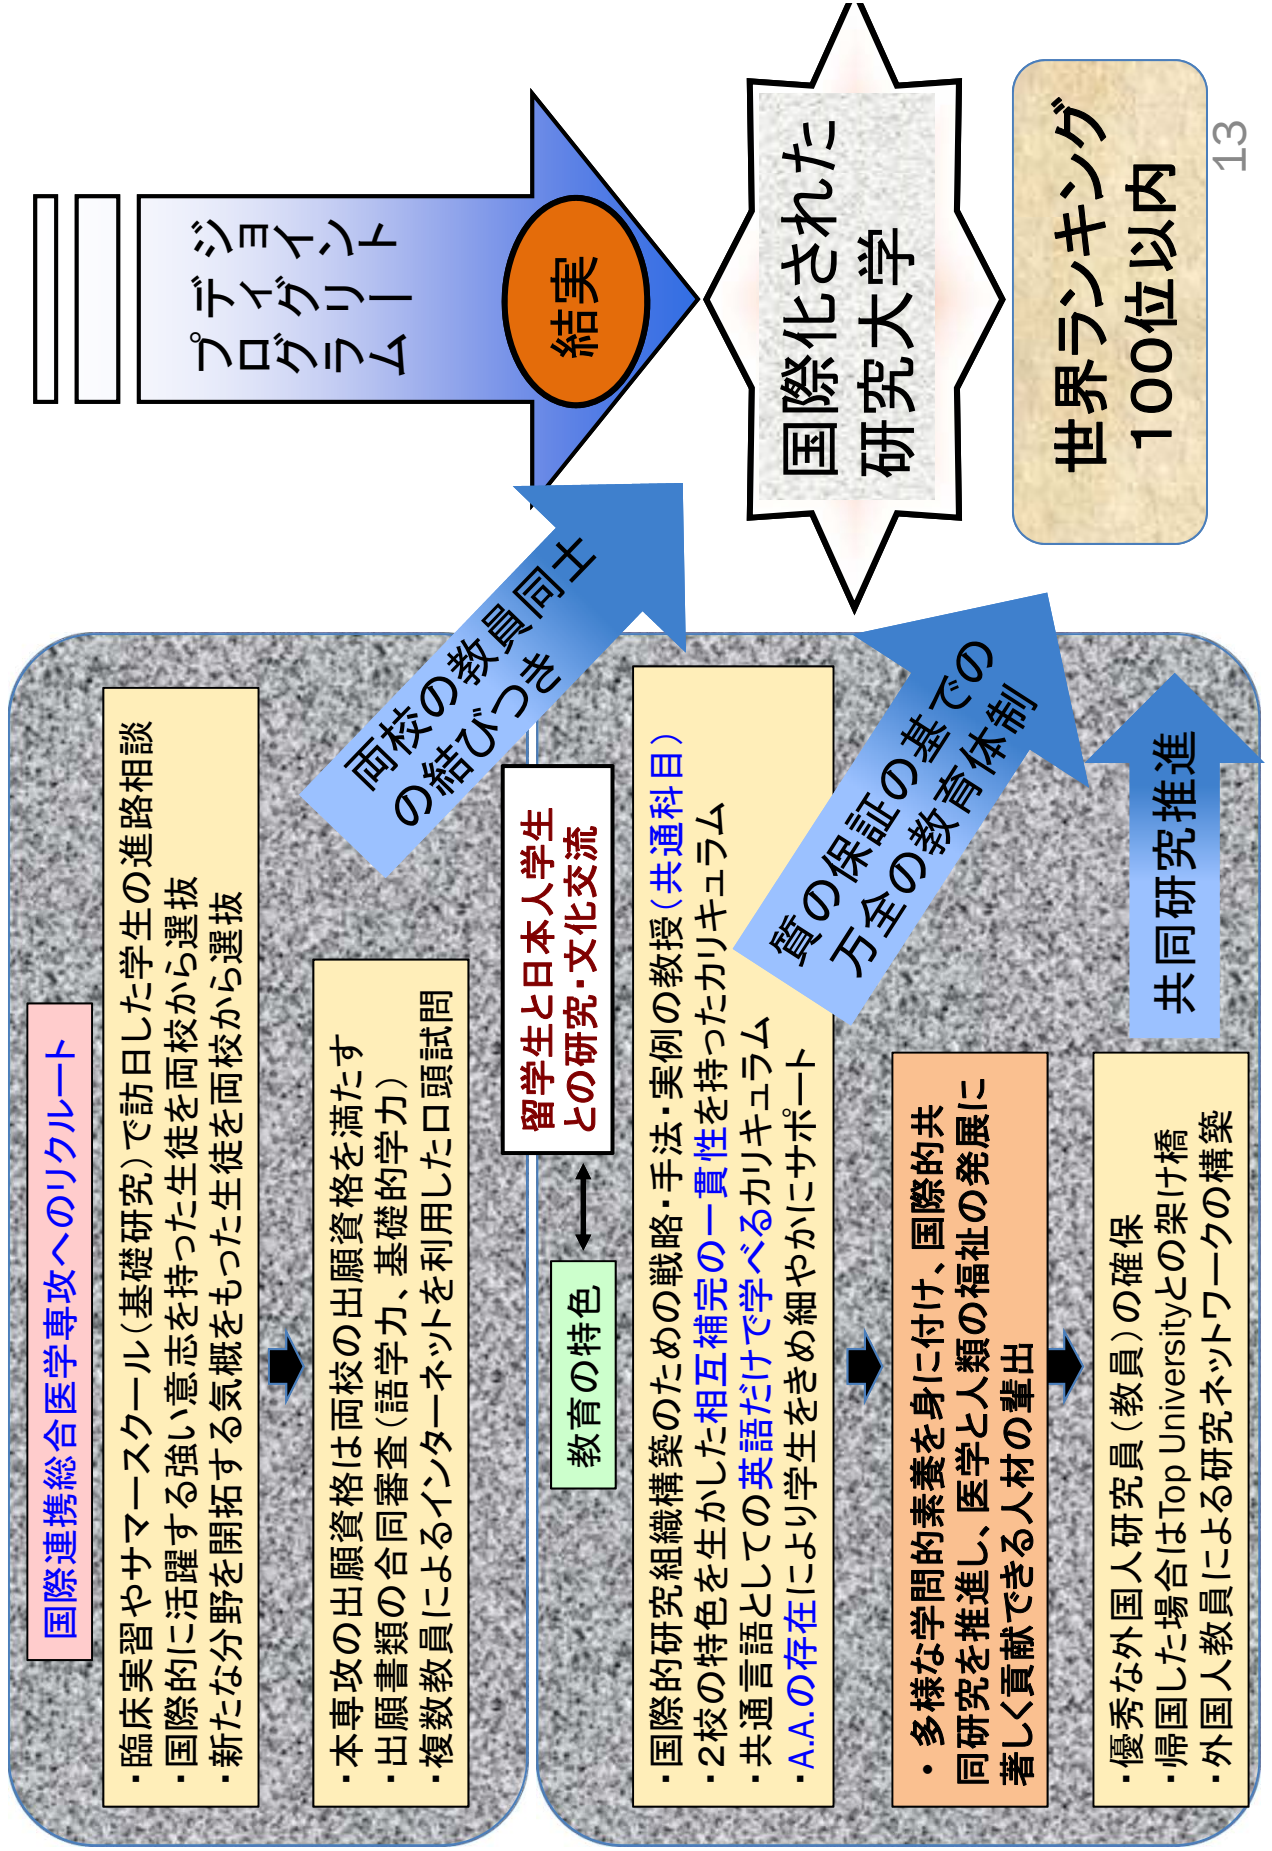 国際連携総合医学専攻へのリクルート
・臨床実習やサマースクール（基礎研究）で訪日した学生の進路相談
・国際的に活躍する強い意志を持った生徒を両校から選抜
・新たな分野を開拓する気概をもった生徒を両校から選抜
・本専攻の出願資格は両校の出願資格を満たす
・出願書類の合同審査（語学力、基礎的学力）
・複数教員によるインターネットを利用した口頭試問
両校の教員同士
の結びつき
教育の特色
留学生と日本人学生
との研究・文化交流
・国際的研究組織構築のための戦略・手法・実例の教授（共通科目）
・２校の特色を生かした相互補完の一貫性を持ったカリキュラム
・共通言語としての英語だけで学べるカリキュラム
・A.A.の存在により学生をきめ細やかにサポート
質の保証の基での
万全の教育体制
・多様な学問的素養を身に付け、国際的共
同研究を推進し、医学と人類の福祉の発展に
著しく貢献できる人材の輩出
・優秀な外国人研究員（教員）の確保
・帰国した場合はTop Universityとの架け橋
・外国人教員による研究ネットワークの構築
共同研究推進
ジョイント
ディグリー
プログラム
結実
国際化された
研究大学
世界ランキング
１００位以内
13